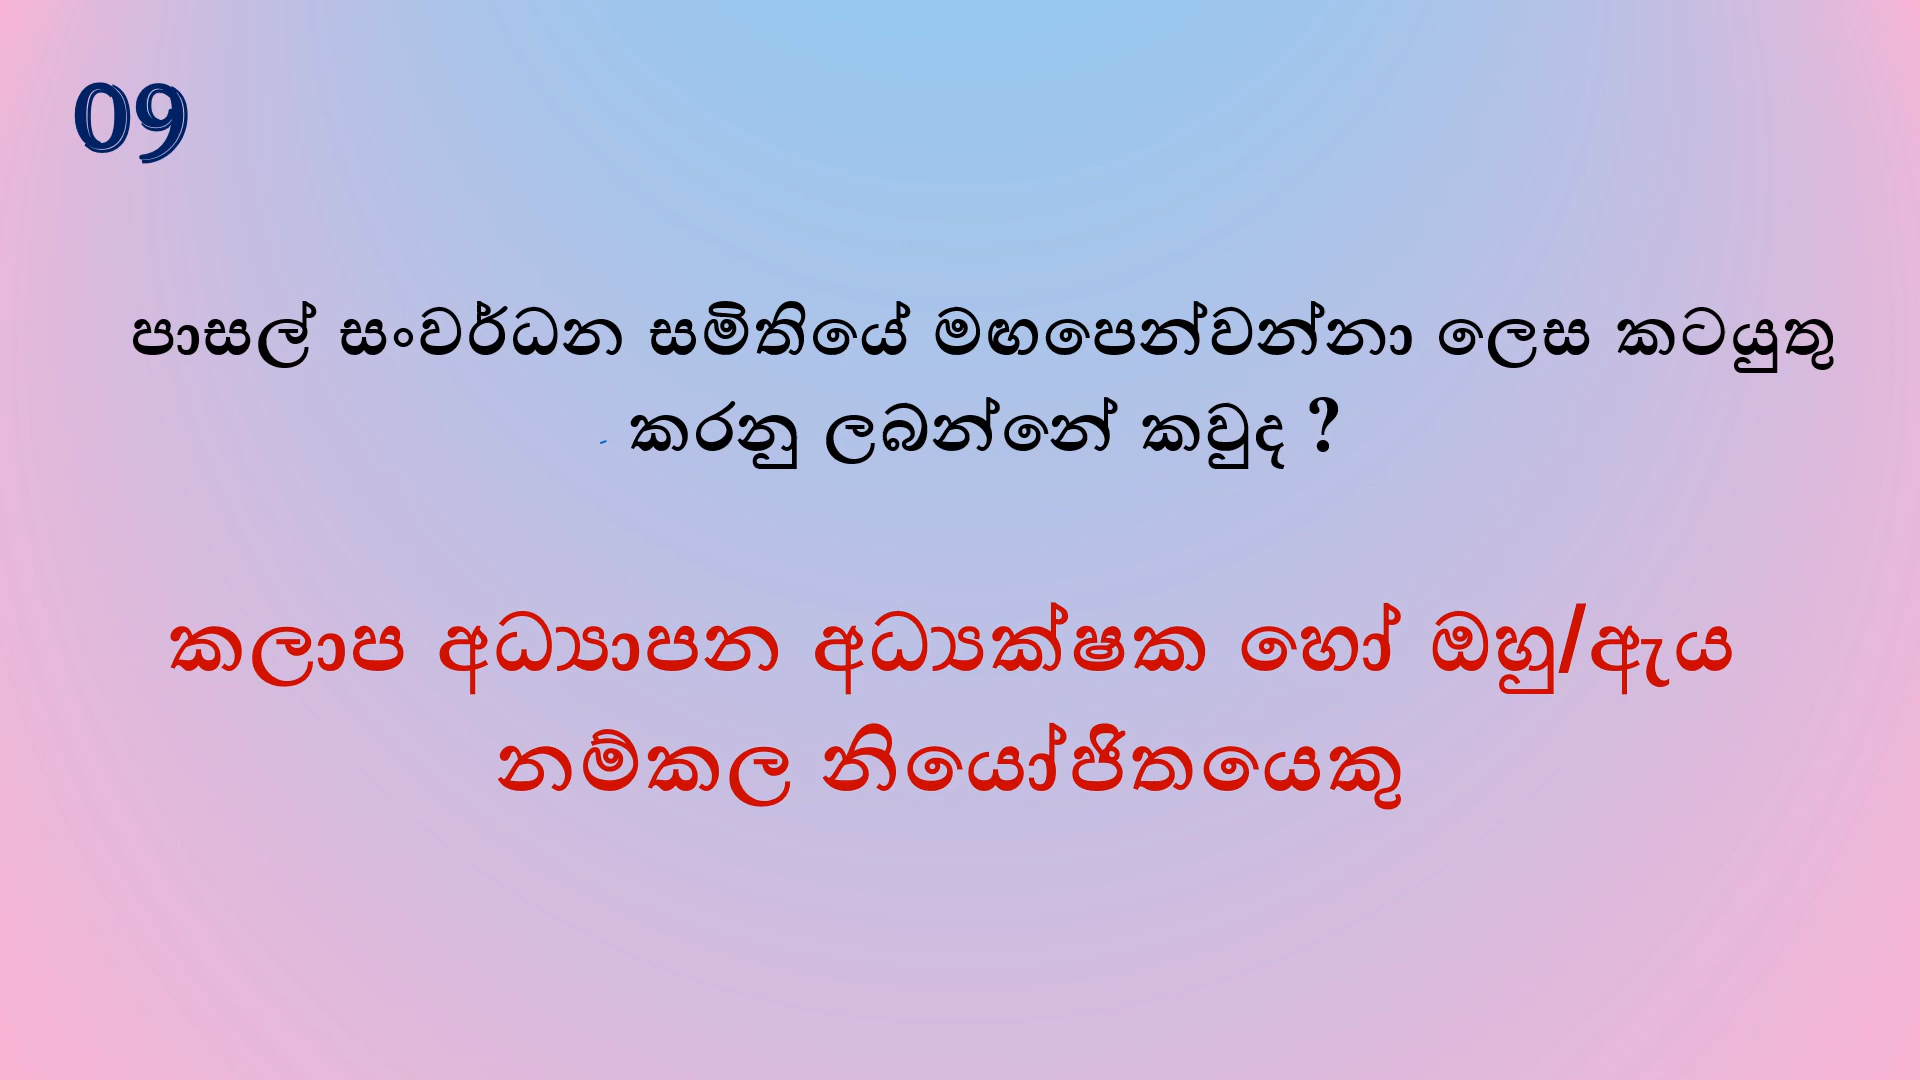 09
පාසල් සංවර්ධන සමිතියේ මඟපෙන්වන්නා ලෙස කටයුතු
කරනු ලබන්නේ කවුද ?
කලාප අධ්‍යාපන අධ්‍යක්ෂක හෝ ඔහු/ඇය
නම්කල නියෝජිතයෙකු